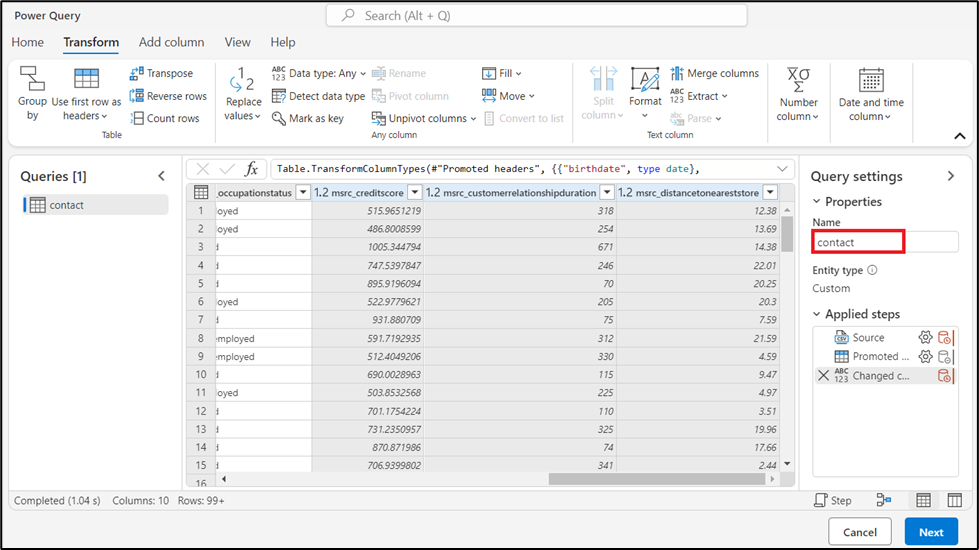 Power Query
Search (Alt + Q)
Home Transform Add column View Help
Group by
Use first row as headers
Transpose
Reverse rows
Count rows
Table
1 2
Replace values
ABC 123 Data type: Any
Detect data type
Mark as key
Rename
Pivot column
Unpivot columns
Fill
Move
Convert to list
Any column
Split column
Format
Merge columns
ABC Extract
ABC 123 Parse
Text column
Number column
Date and time column
Queries [1]
contact
fx Table.TransformColumnTypes(#"Promoted headers", {{"birthdate", type date},
_occupationstatus 1.2 msrc_creditscore 1.2 msrc_customerrelationshipduration 1.2 msrc_distancetoneareststore
1 oyed 515.9651219 318 12.38
2 oyed 486.8008599 254 13.69
3 d 1005.344794 671 14.38
4 d 747.5397847 246 22.01
5 d 895.9196094 70 20.25
6 oyed 522.9779621 205 20.3
7 d 931.880709 75 7.59
8 employed 591.7192935 312 21.59
9 employed 512.4049206 330 4.59
10 d 690.0028963 115 9.47
11 oyed 503.8532568 225 4.97
12 d 701.1754224 110 3.51
13 d 731.2350957 325 19.96
14 d 870.871986 74 17.66
15 d 706.9399802 341 2.44
16
Query settings
Properties
Name
contact
Entity type
Custom
Applied steps
CSV Source
Promoted ...
ABC 123 Changed c...
Completed (1.04 s) Columns: 10 Rows: 99+
Step
Cancel Next